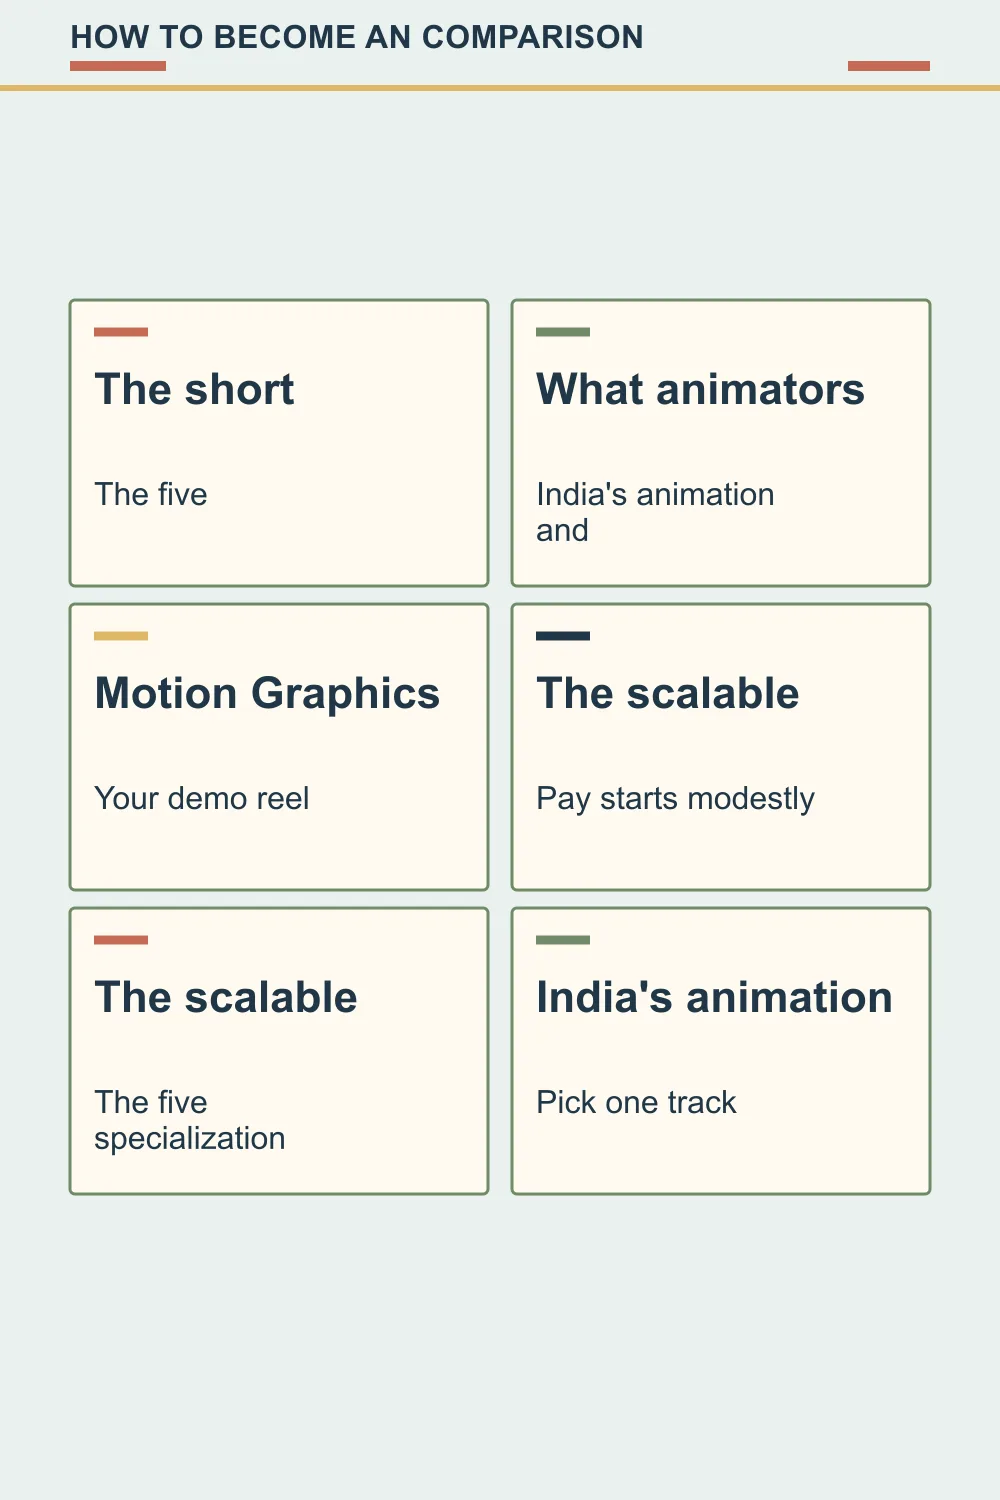 HOW TO BECOME AN COMPARISON
The short
The five
What animators
India's animation
and
Motion Graphics
Your demo reel
The scalable
Pay starts modestly
The scalable
The five
specialization
India's animation
Pick one track